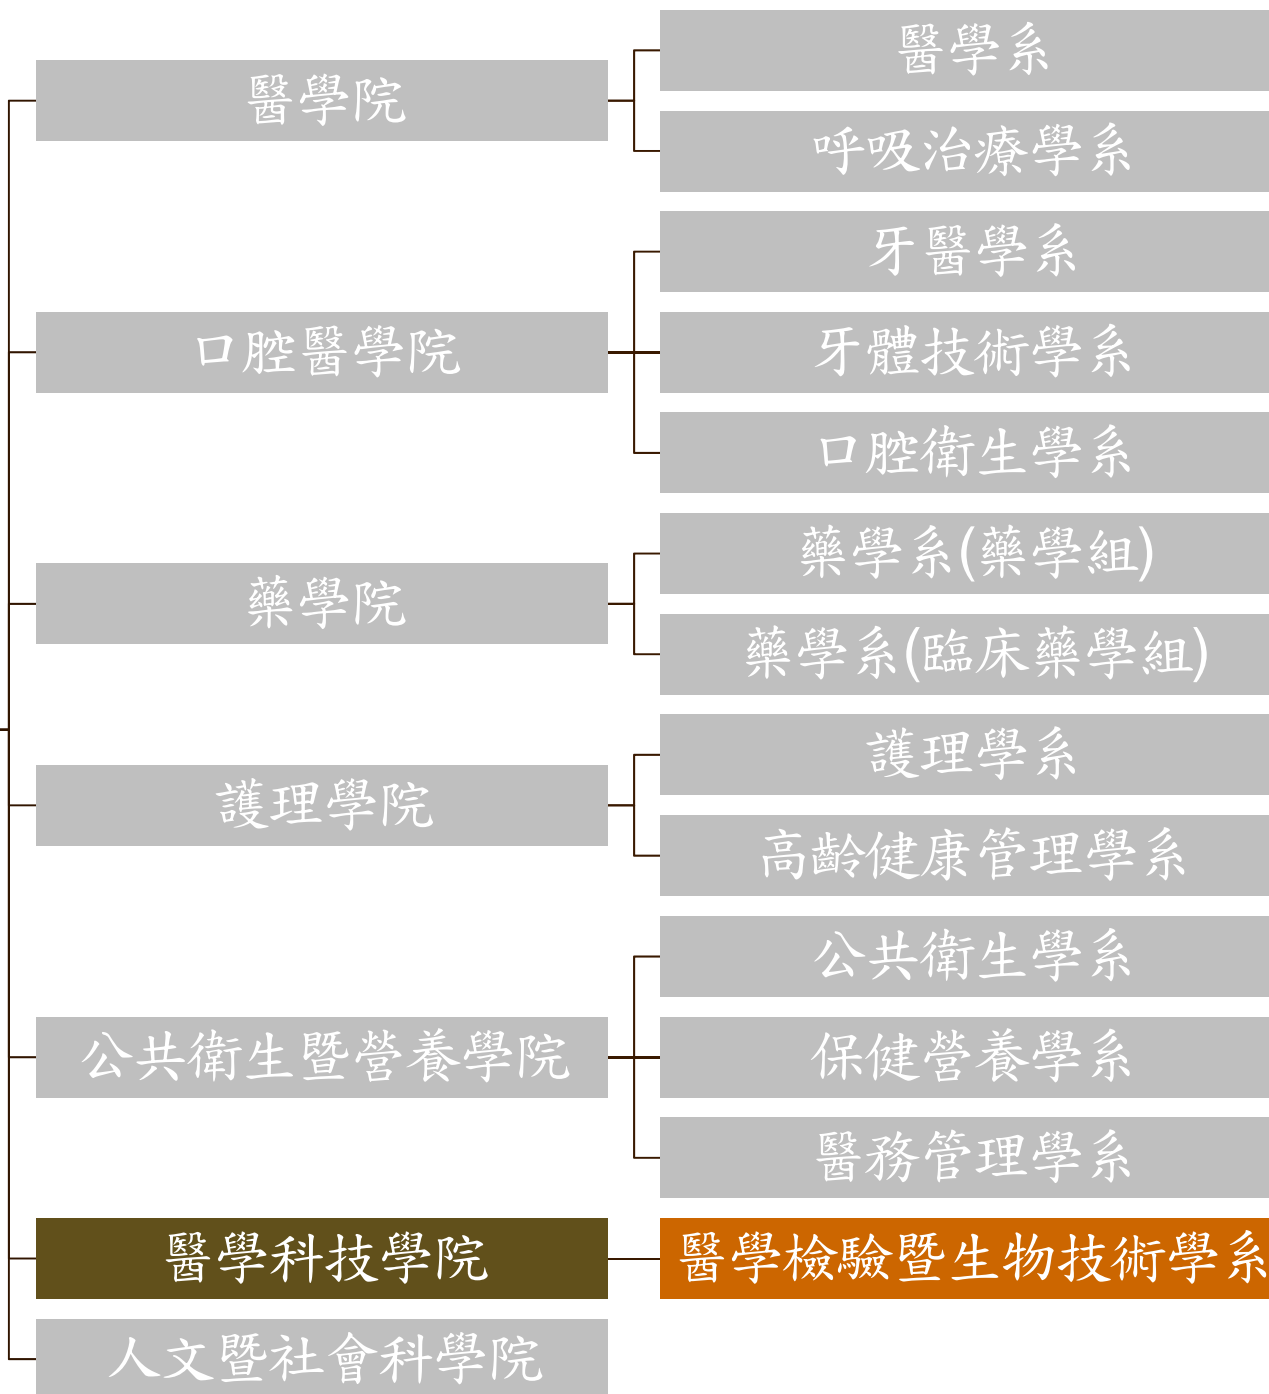 醫學院
醫學系
呼吸治療學系
口腔醫學院
牙醫學系
牙體技術學系
口腔衛生學系
藥學院
藥學系(藥學組)
藥學系(臨床藥學組)
護理學院
護理學系
高齡健康管理學系
公共衛生暨營養學院
公共衛生學系
保健營養學系
醫務管理學系
醫學科技學院
醫學檢驗暨生物技術學系
人文暨社會科學院